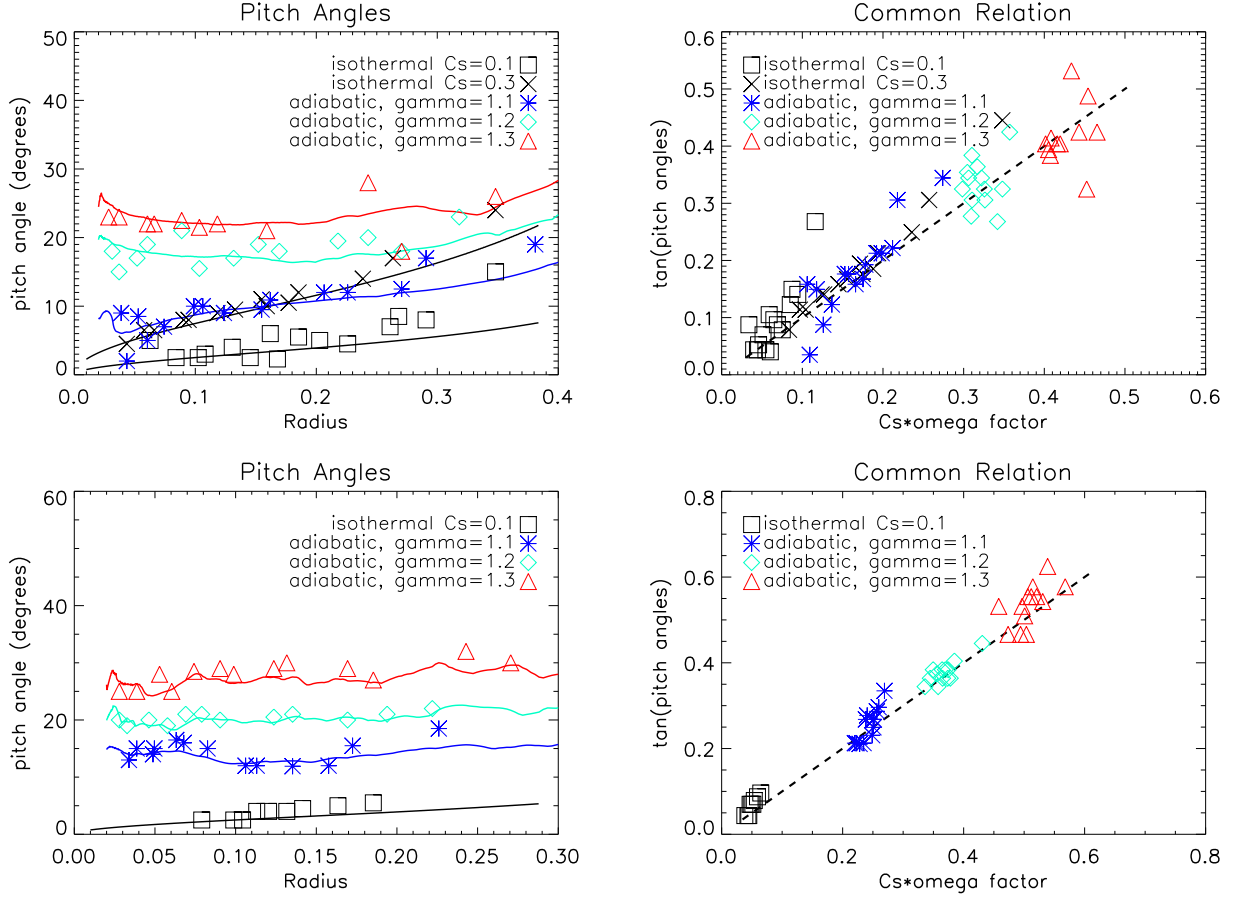 Pitch Angles
50
40
30
20
10
0
pitch angle (degrees)
isothermal Cs=0.1
isothermal Cs=0.3
adiabatic, gamma=1.1
adiabatic, gamma=1.2
adiabatic, gamma=1.3
0.0 0.1 0.2 0.3 0.4
Radius
Common Relation
0.6
0.5
0.4
0.3
0.2
0.1
0.0
tan(pitch angles)
isothermal Cs=0.1
isothermal Cs=0.3
adiabatic, gamma=1.1
adiabatic, gamma=1.2
adiabatic, gamma=1.3
0.0 0.1 0.2 0.3 0.4 0.5 0.6
Cs*omega factor
Pitch Angles
60
40
20
0
pitch angle (degrees)
isothermal Cs=0.1
adiabatic, gamma=1.1
adiabatic, gamma=1.2
adiabatic, gamma=1.3
0.00 0.05 0.10 0.15 0.20 0.25 0.30
Radius
Common Relation
0.8
0.6
0.4
0.2
0.0
tan(pitch angles)
isothermal Cs=0.1
adiabatic, gamma=1.1
adiabatic, gamma=1.2
adiabatic, gamma=1.3
0.0 0.2 0.4 0.6 0.8
Cs*omega factor